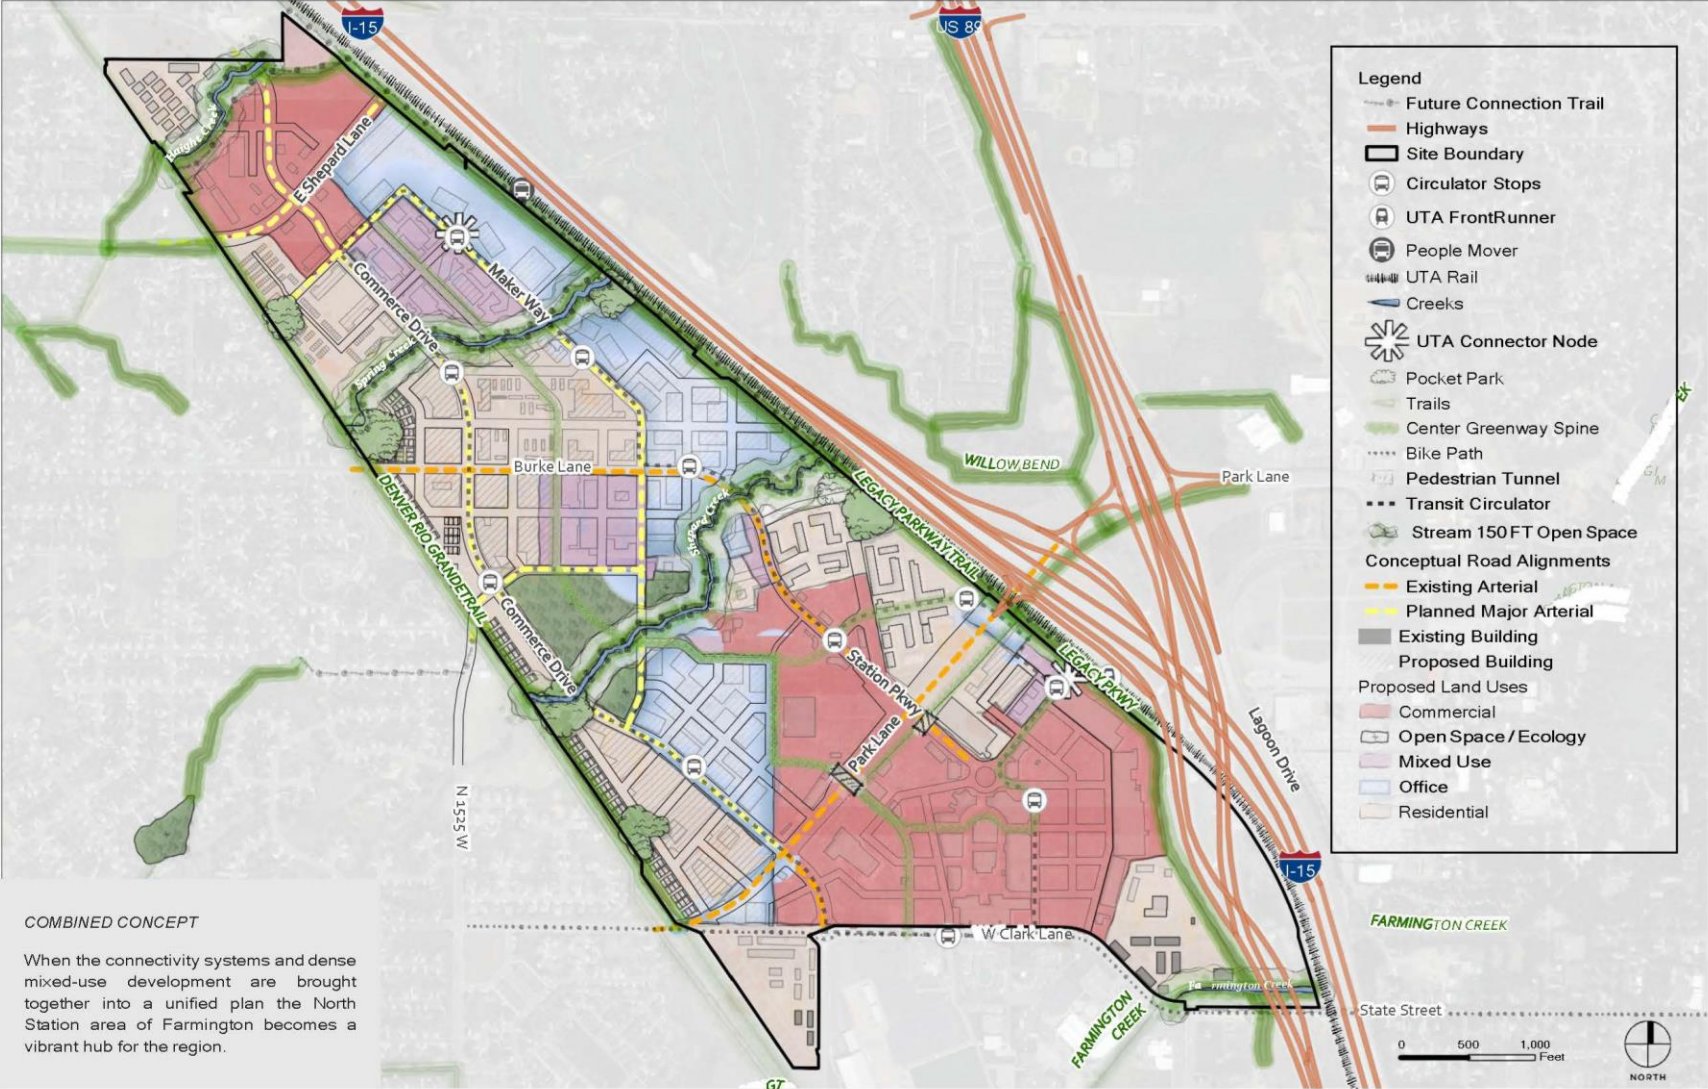 I-15
US 89
Haight Creek
E Shepard Lane
Commerce Drive
Maker Way
Spring Creek
Burke Lane
DENVER RIO GRANDE TRAIL
Commerce Drive
LEGACY PARKWAY TRAIL
WILLOW BEND
Park Lane
Station Pkwy
Park Lane
LEGACY PKWY
Lagoon Drive
N 1525 W
I-15
W Clark Lane
Farmington Creek
FARMINGTON CREEK
FARMINGTON
CREEK
State Street
Legend
Future Connection Trail
Highways
Site Boundary
Circulator Stops
UTA FrontRunner
People Mover
UTA Rail
Creeks
UTA Connector Node
Pocket Park
Trails
Center Greenway Spine
Bike Path
Pedestrian Tunnel
Transit Circulator
Stream 150 FT Open Space
Conceptual Road Alignments
Existing Arterial
Planned Major Arterial
Existing Building
Proposed Building
Proposed Land Uses
Commercial
Open Space / Ecology
Mixed Use
Office
Residential
COMBINED CONCEPT
When the connectivity systems and dense
mixed-use development are brought
together into a unified plan the North
Station area of Farmington becomes a
vibrant hub for the region.
0 500 1,000
Feet
NORTH